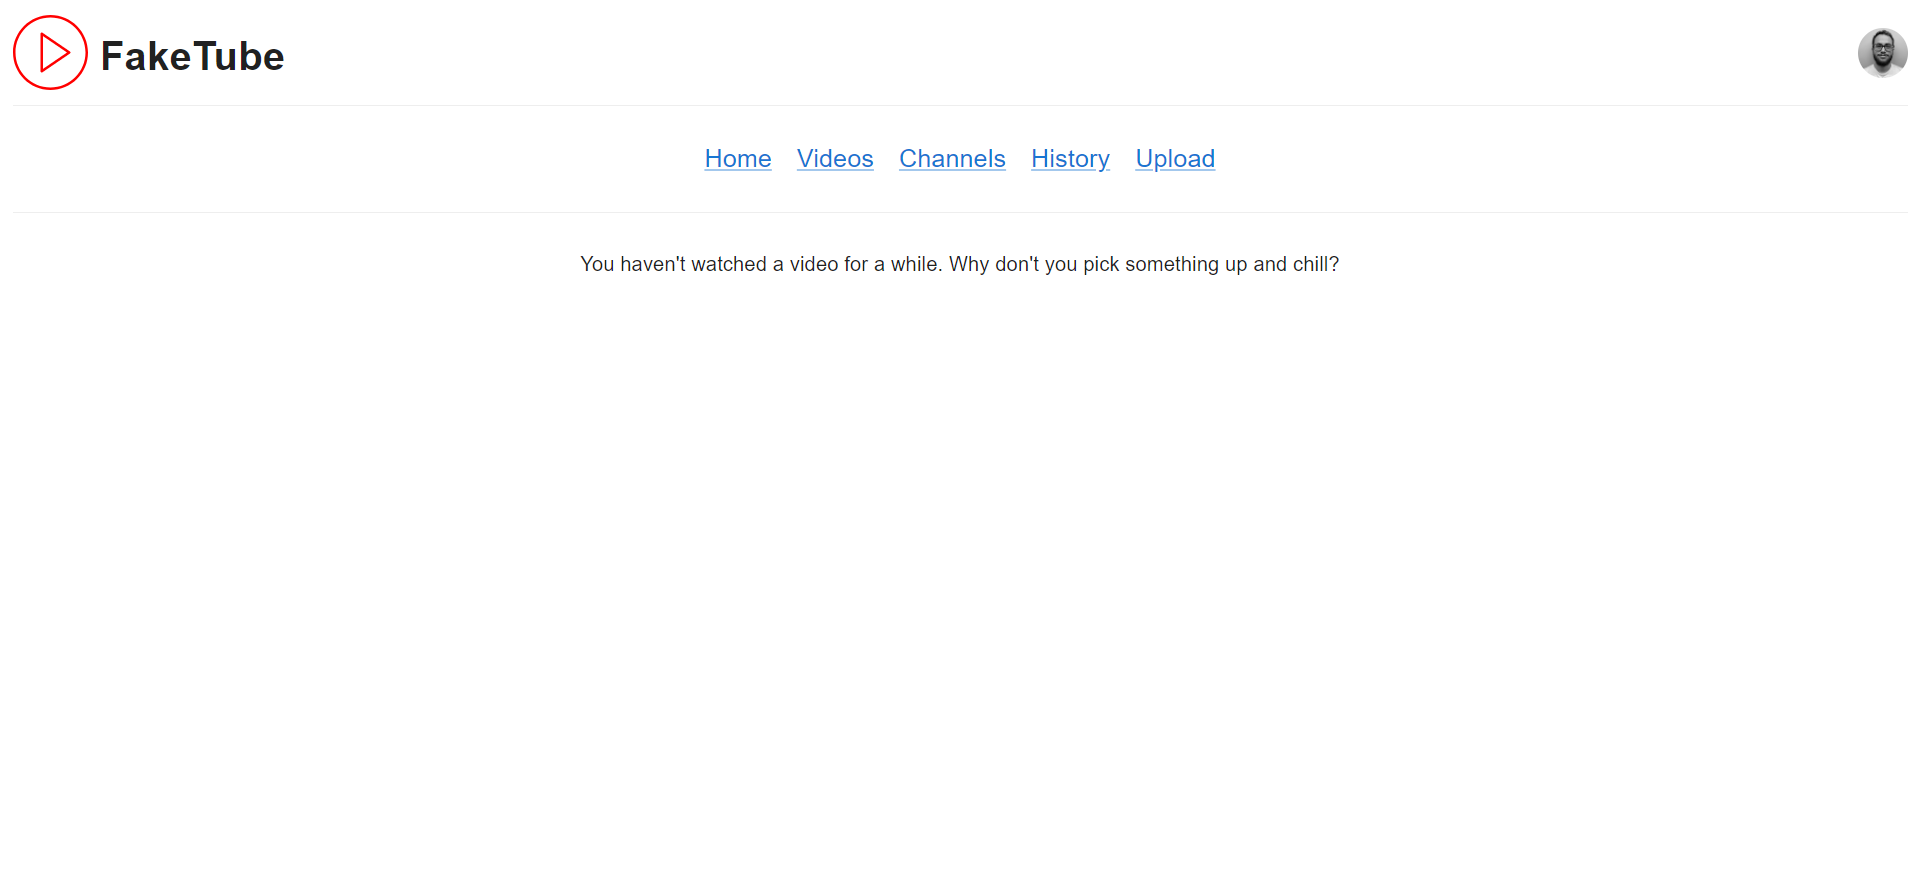 FakeTube
Home Videos Channels History Upload
You haven't watched a video for a while. Why don't you pick something up and chill?